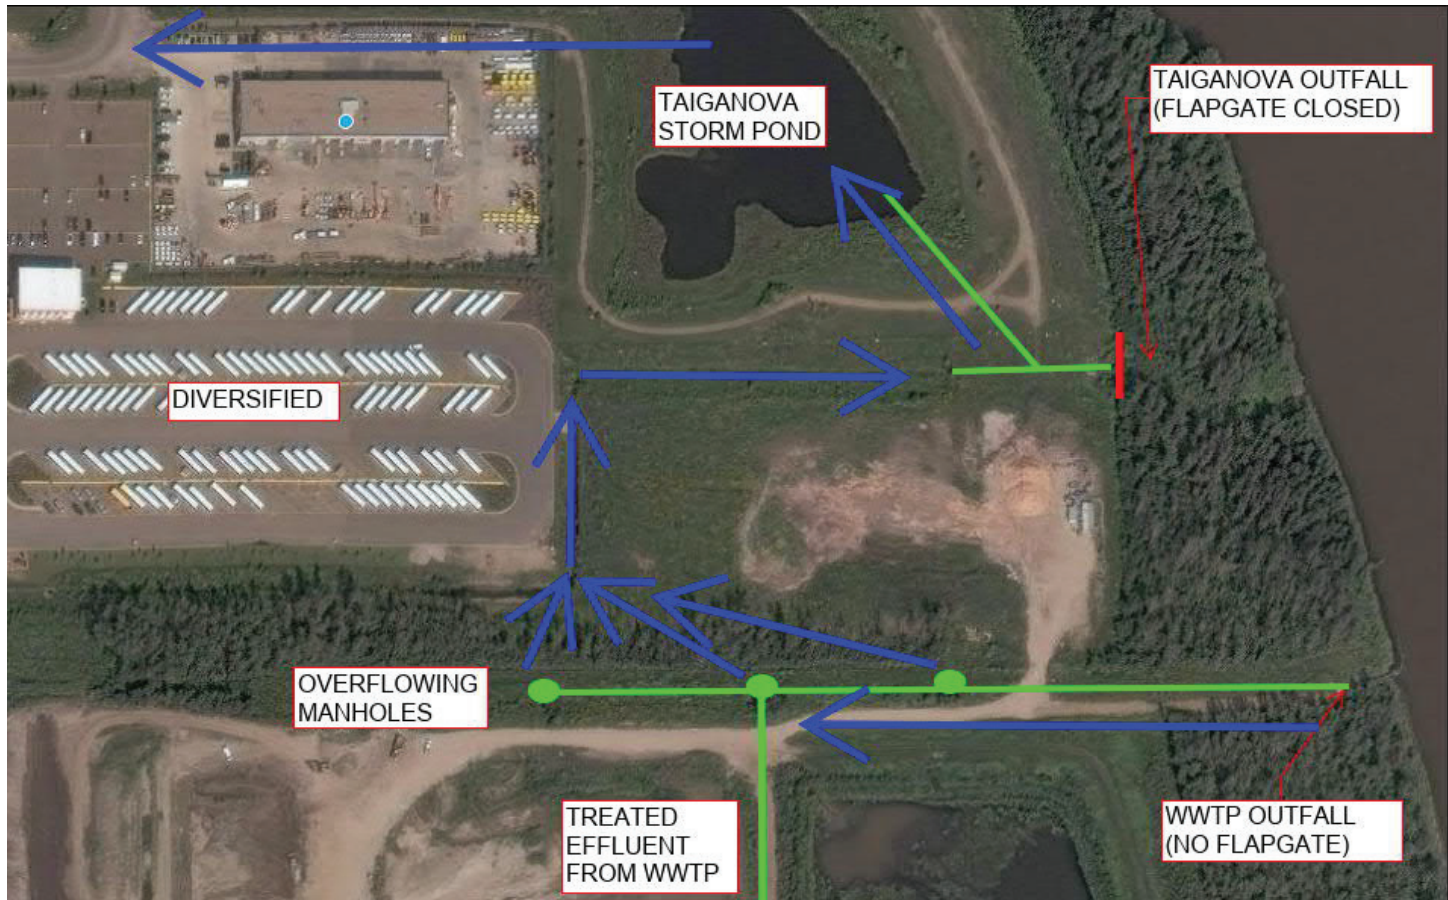 TAIGANOVA
STORM POND
TAIGANOVA OUTFALL
(FLAPGATE CLOSED)
DIVERSIFIED
OVERFLOWING
MANHOLES
TREATED
EFFLUENT
FROM WWTP
WWTP OUTFALL
(NO FLAPGATE)